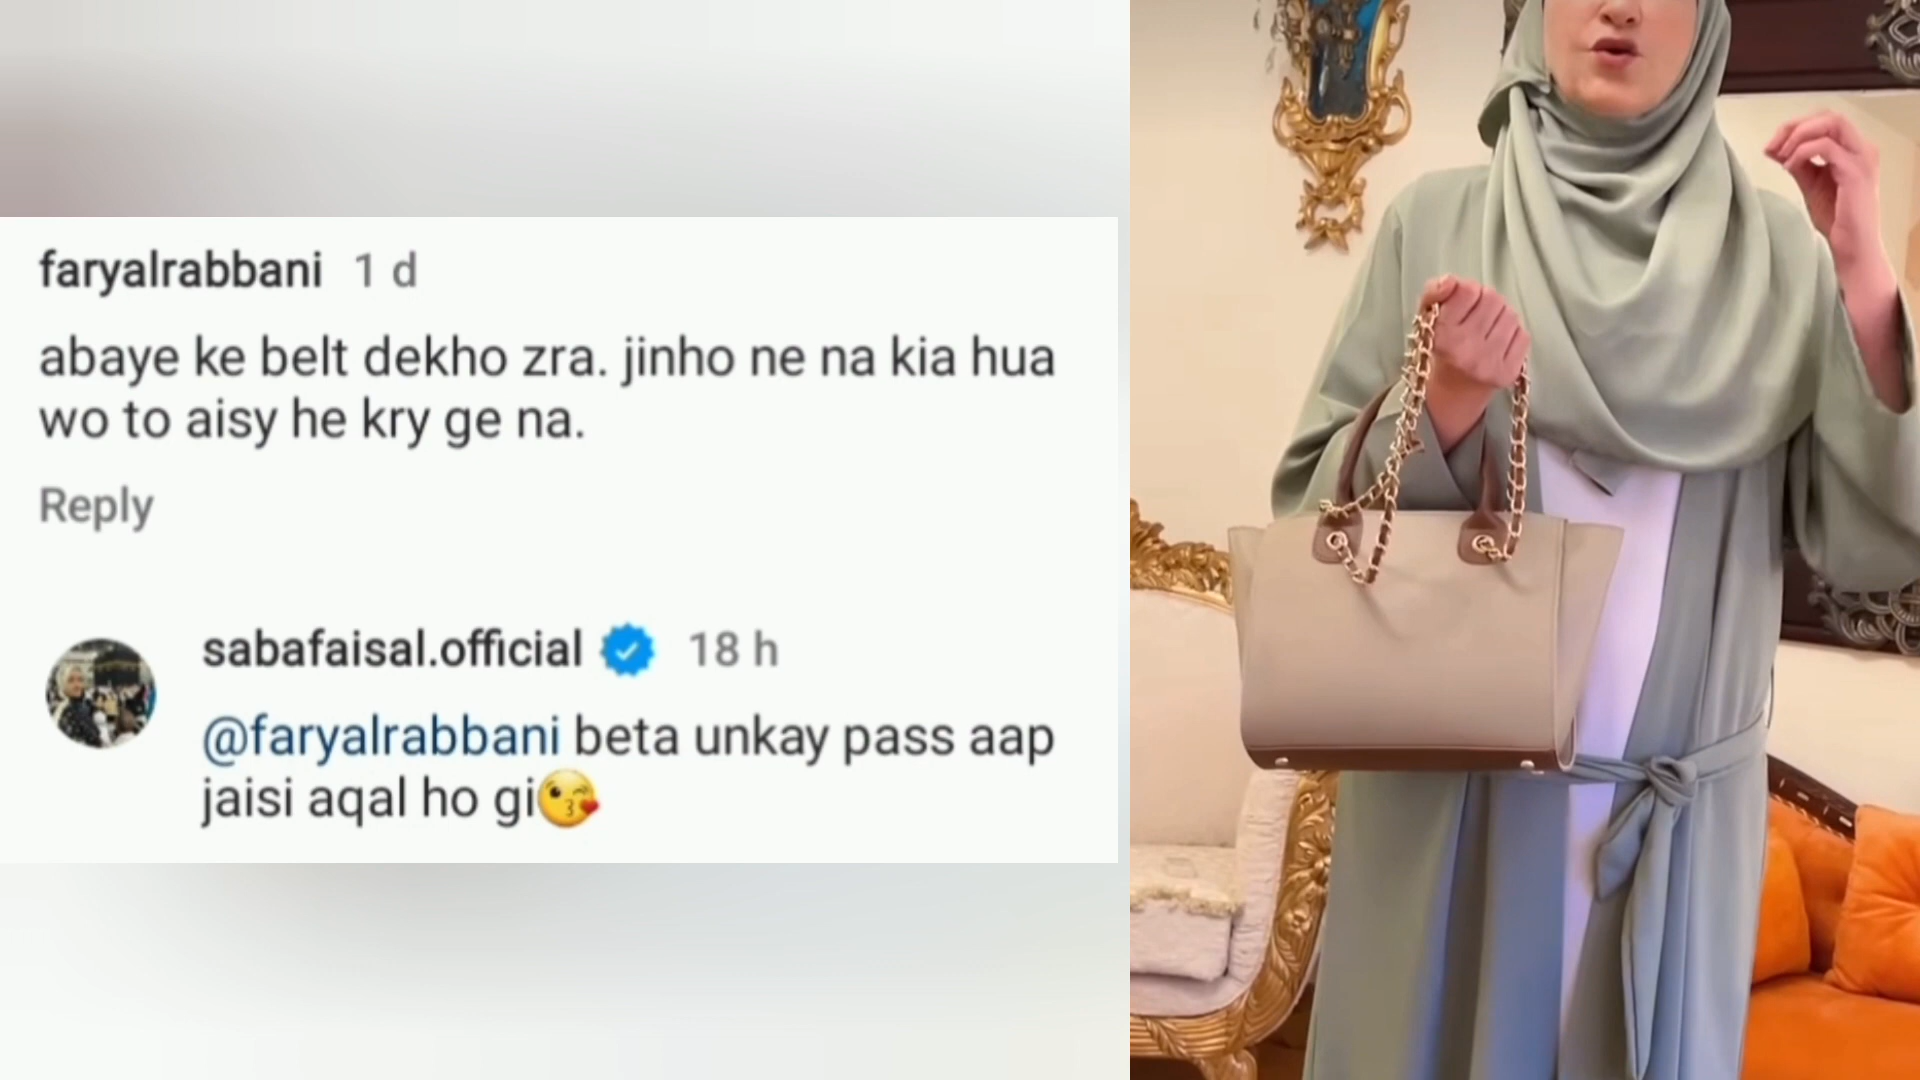 faryalrabbani 1 d
abaye ke belt dekho zra. jinho ne na kia hua
wo to aisy he kry ge na.
Reply
sabafaisal.official 18 h
@faryalrabbani beta unkay pass aap
jaisi aqal ho gi😘